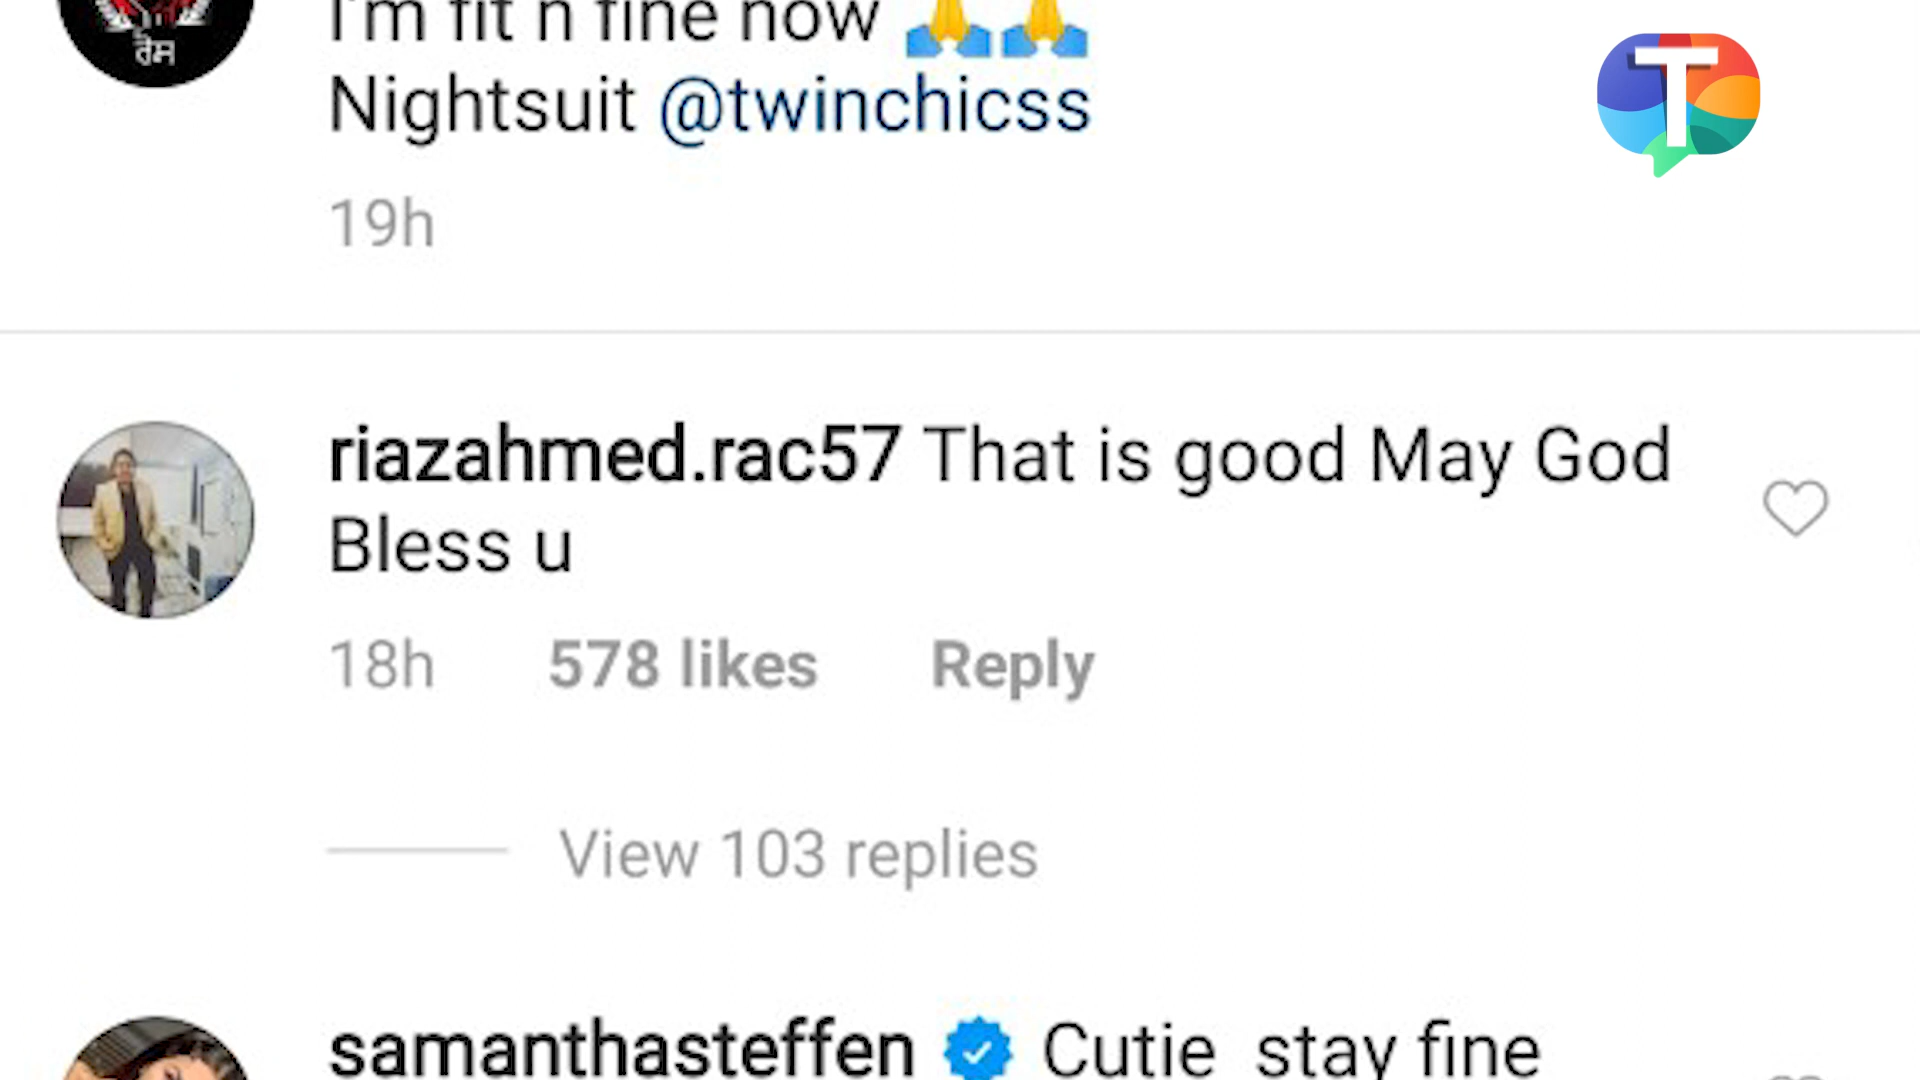 I'm fit n fine now 🙏🙏
Nightsuit @twinchicss
19h
ਰੋਸ
T
riazahmed.rac57 That is good May God
Bless u
18h 578 likes Reply
View 103 replies
samanthasteffen Cutie stay fine